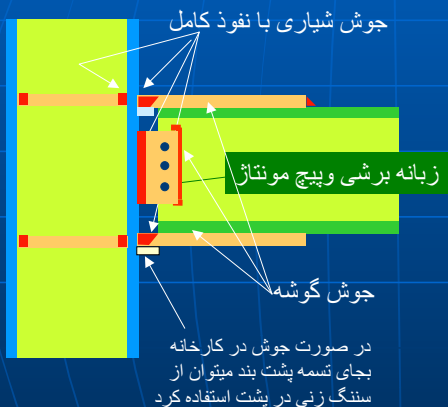 جوش شیاری با نفوذ کامل
زبانه برشی وپیچ مونتاژ
جوش گوشه
در صورت جوش در کارخانه
بجای تسمه پشت بند میتوان از
سننگ زنی در پشت استفاده کرد